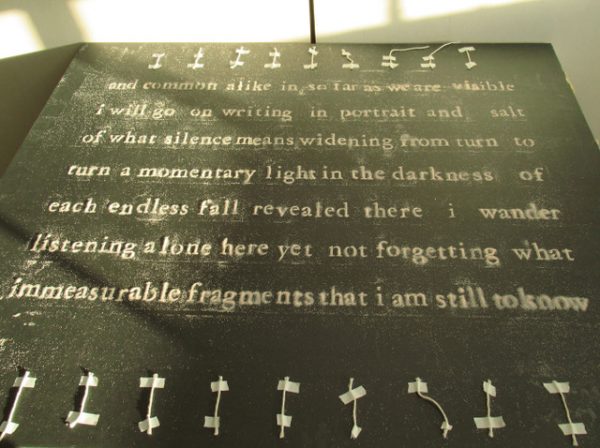 and common alike in, so far as we are visible
i will go on writing in portrait and salt
of what silence means widening from turn to
turn a momentary light in the darkness of
each endless fall revealed there i wander
listening alone here yet not forgetting what
immeasurable fragments that i am still to know